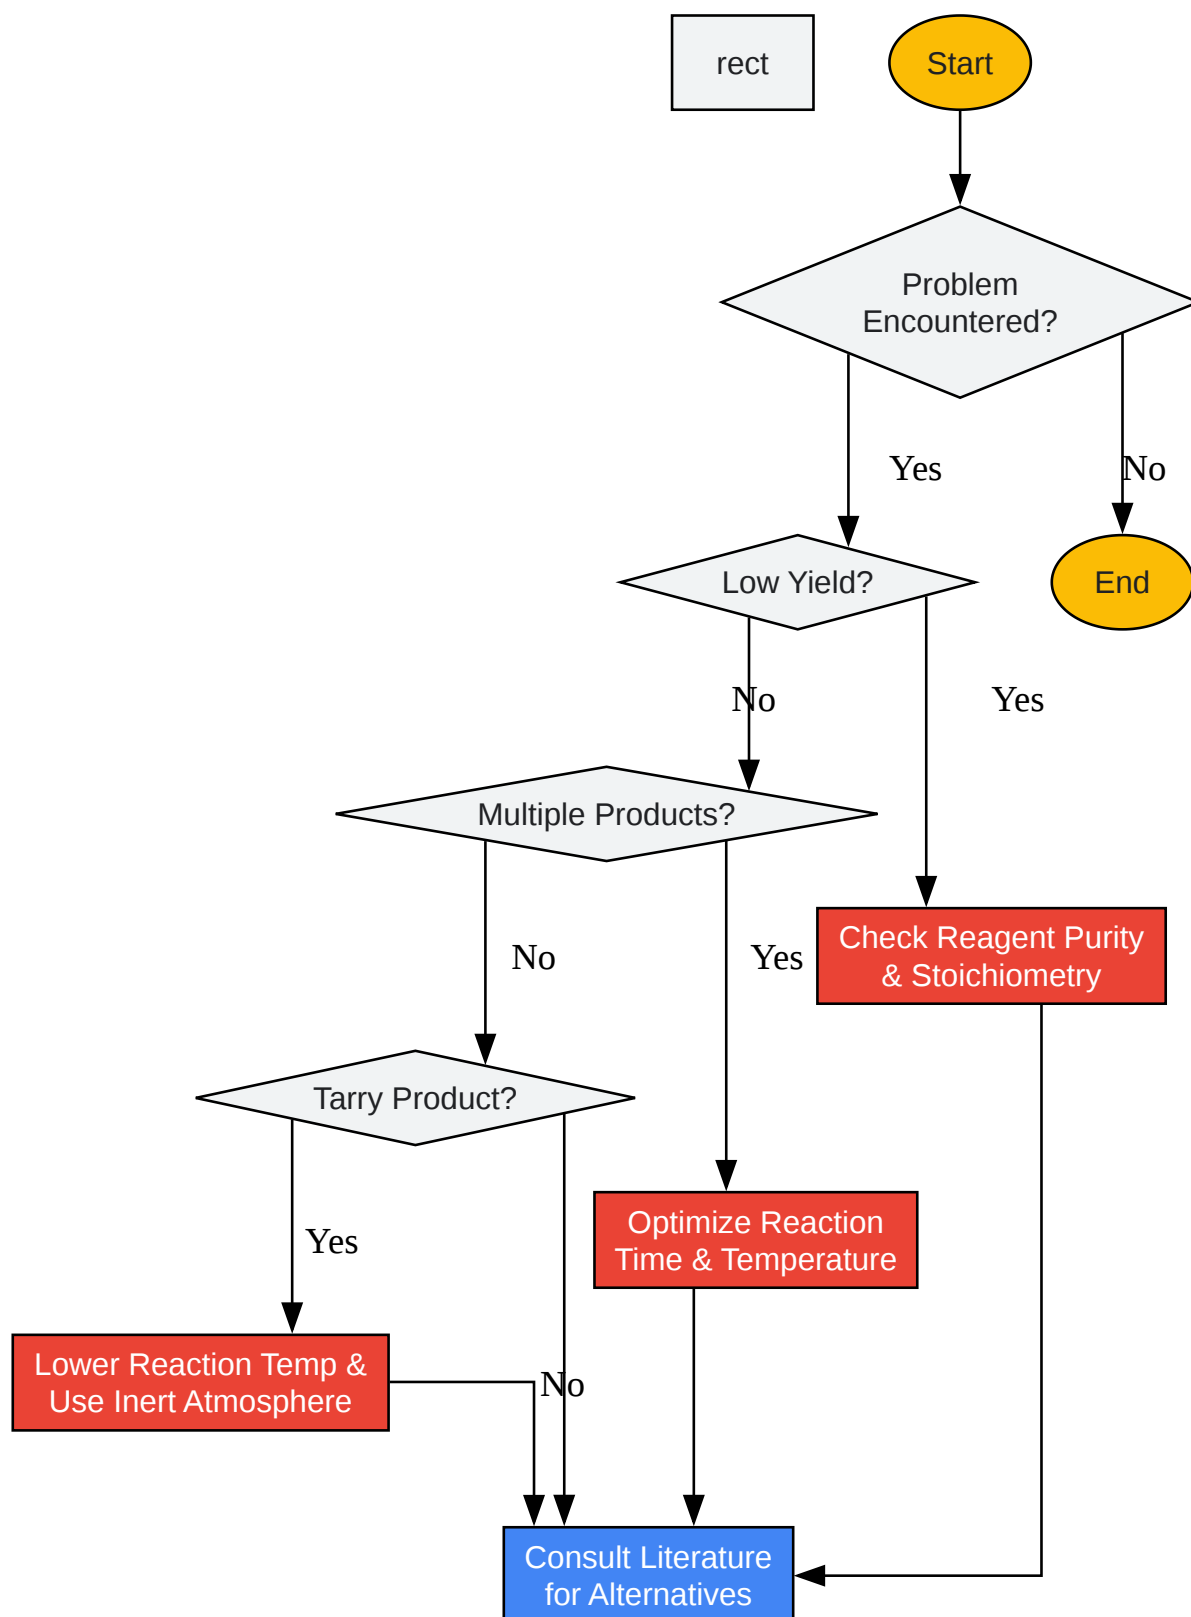 rect
Start
Problem
Encountered?
Yes
No
Low Yield?
End
No
Yes
Multiple Products?
No
Yes
Check Reagent Purity
& Stoichiometry
Tarry Product?
Yes
Optimize Reaction
Time & Temperature
Lower Reaction Temp &
Use Inert Atmosphere
No
Consult Literature
for Alternatives